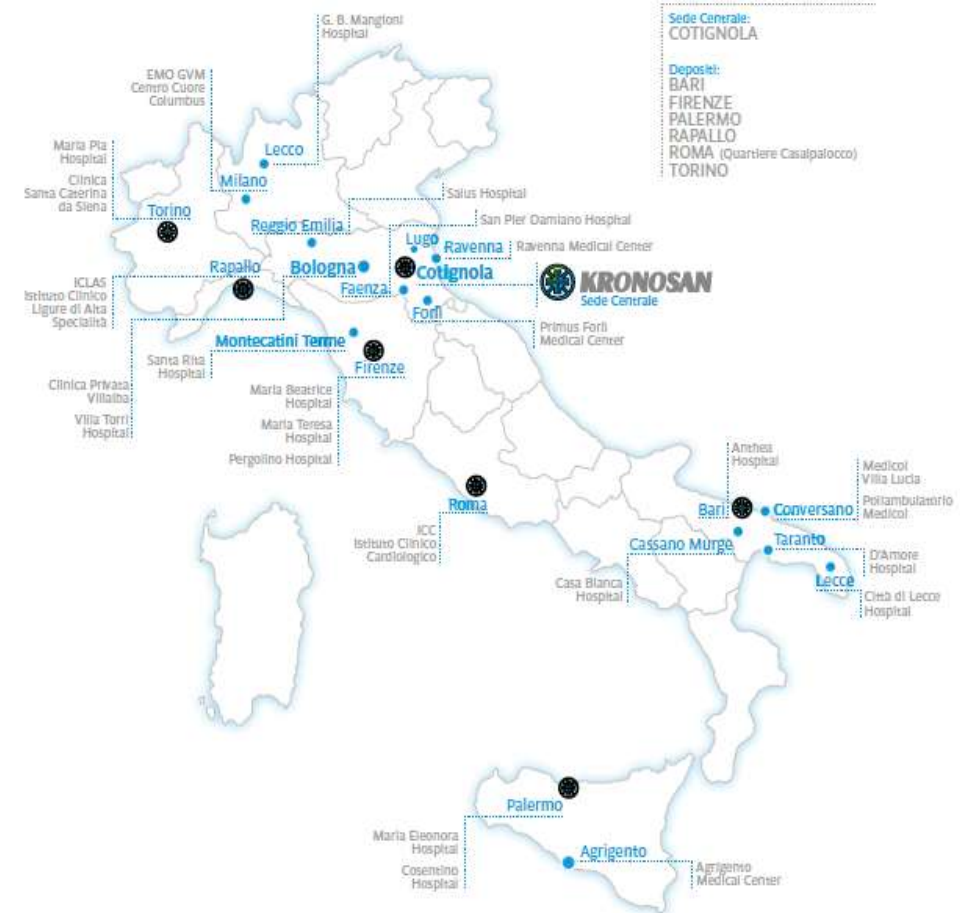 G. B. Mangioni
Hospital
Sede Centrale:
COTIGNOLA
Depositi:
BARI
FIRENZE
PALERMO
RAPALLO
ROMA (Quartiere Casalpalocco)
TORINO
EMO GVM
Centro Cuore
Columbus
Maria Pia
Hospital
Clinica
Santa Caterina
da Siena
Lecco
Milano
Torino
Reggio Emilia
Salus Hospital
San Pier Damiano Hospital
Lugo
Ravenna
Ravenna Medical Center
Rapallo
Bologna
Cotignola
KRONOSAN
Sede Centrale
Faenza
Forlì
ICLAS
Istituto Clinico
Ligure di Alta
Specialità
Primus Forlì
Medical Center
Montecatini Terme
Santa Rita
Hospital
Firenze
Clinica Privata
Villalba
Villa Torri
Hospital
Maria Beatrice
Hospital
Maria Teresa
Hospital
Pergolino Hospital
Anthea
Hospital
Medicol
Villa Lucia
Poliambulatorio
Medicol
Roma
ICC
Istituto Clinico
Cardiologico
Bari
Conversano
Cassano Murge
Taranto
D'Amore
Hospital
Casa Bianca
Hospital
Lecce
Città di Lecce
Hospital
Palermo
Maria Eleonora
Hospital
Cosentino
Hospital
Agrigento
Agrigento
Medical Center